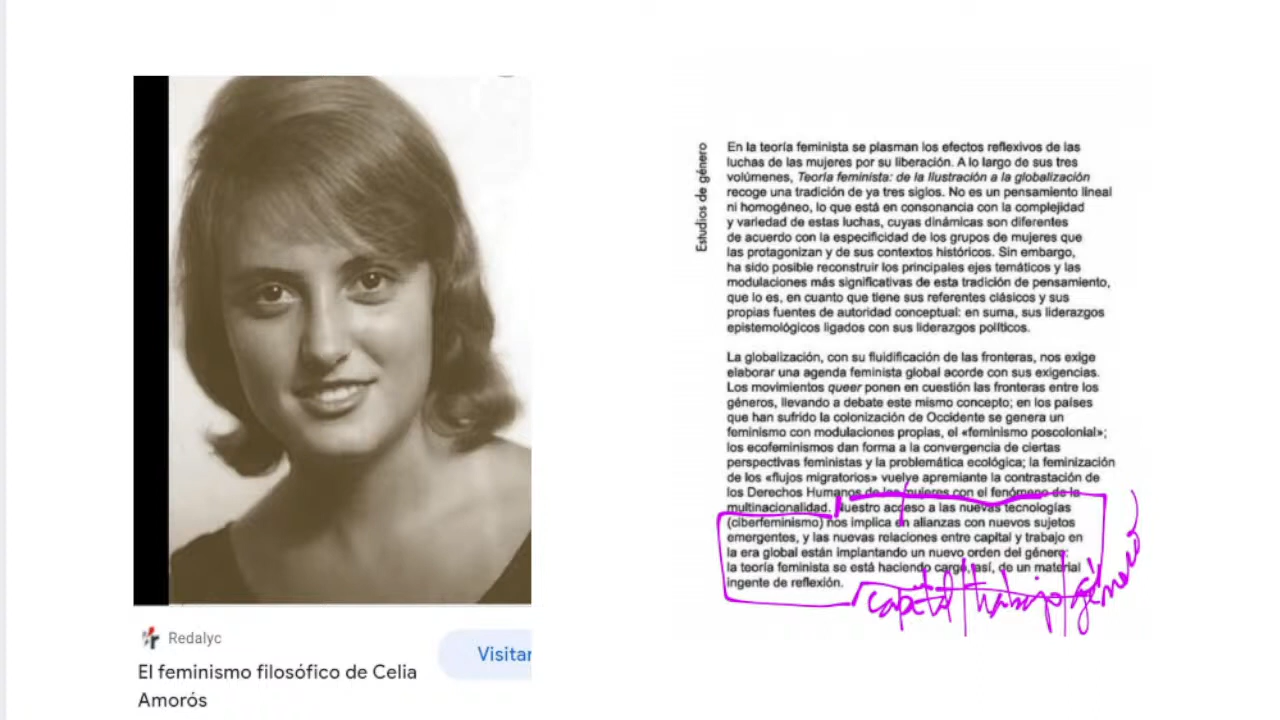 Redalyc
Visitar
El feminismo filosófico de Celia
Amorós
Estudios de género
En la teoría feminista se plasman los efectos reflexivos de las
luchas de las mujeres por su liberación. A lo largo de sus tres
volúmenes, Teoría feminista: de la Ilustración a la globalización
recoge una tradición de ya tres siglos. No es un pensamiento lineal
ni homogéneo, lo que está en consonancia con la complejidad
y variedad de estas luchas, cuyas dinámicas son diferentes
de acuerdo con la especificidad de los grupos de mujeres que
las protagonizan y de sus contextos históricos. Sin embargo,
ha sido posible reconstruir los principales ejes temáticos y las
modulaciones más significativas de esta tradición de pensamiento,
que lo es, en cuanto que tiene sus referentes clásicos y sus
propias fuentes de autoridad conceptual: en suma, sus liderazgos
epistemológicos ligados con sus liderazgos políticos.
La globalización, con su fluidificación de las fronteras, nos exige
elaborar una agenda feminista global acorde con sus exigencias.
Los movimientos queer ponen en cuestión las fronteras entre los
géneros, llevando a debate este mismo concepto; en los países
que han sufrido la colonización de Occidente se genera un
feminismo con modulaciones propias, el «feminismo poscolonial»;
los ecofeminismos dan forma a la convergencia de ciertas
perspectivas feministas y la problemática ecológica; la feminización
de los «flujos migratorios» vuelve apremiante la contrastación de
los Derechos Humanos de las mujeres con el fenómeno de la
multinacionalidad. Nuestro acceso a las nuevas tecnologías
(ciberfeminismo) nos implica en alianzas con nuevos sujetos
emergentes, y las nuevas relaciones entre capital y trabajo en
la era global están implantando un nuevo orden del género:
la teoría feminista se está haciendo cargo, así, de un material
ingente de reflexión.
capital/trabajo/género